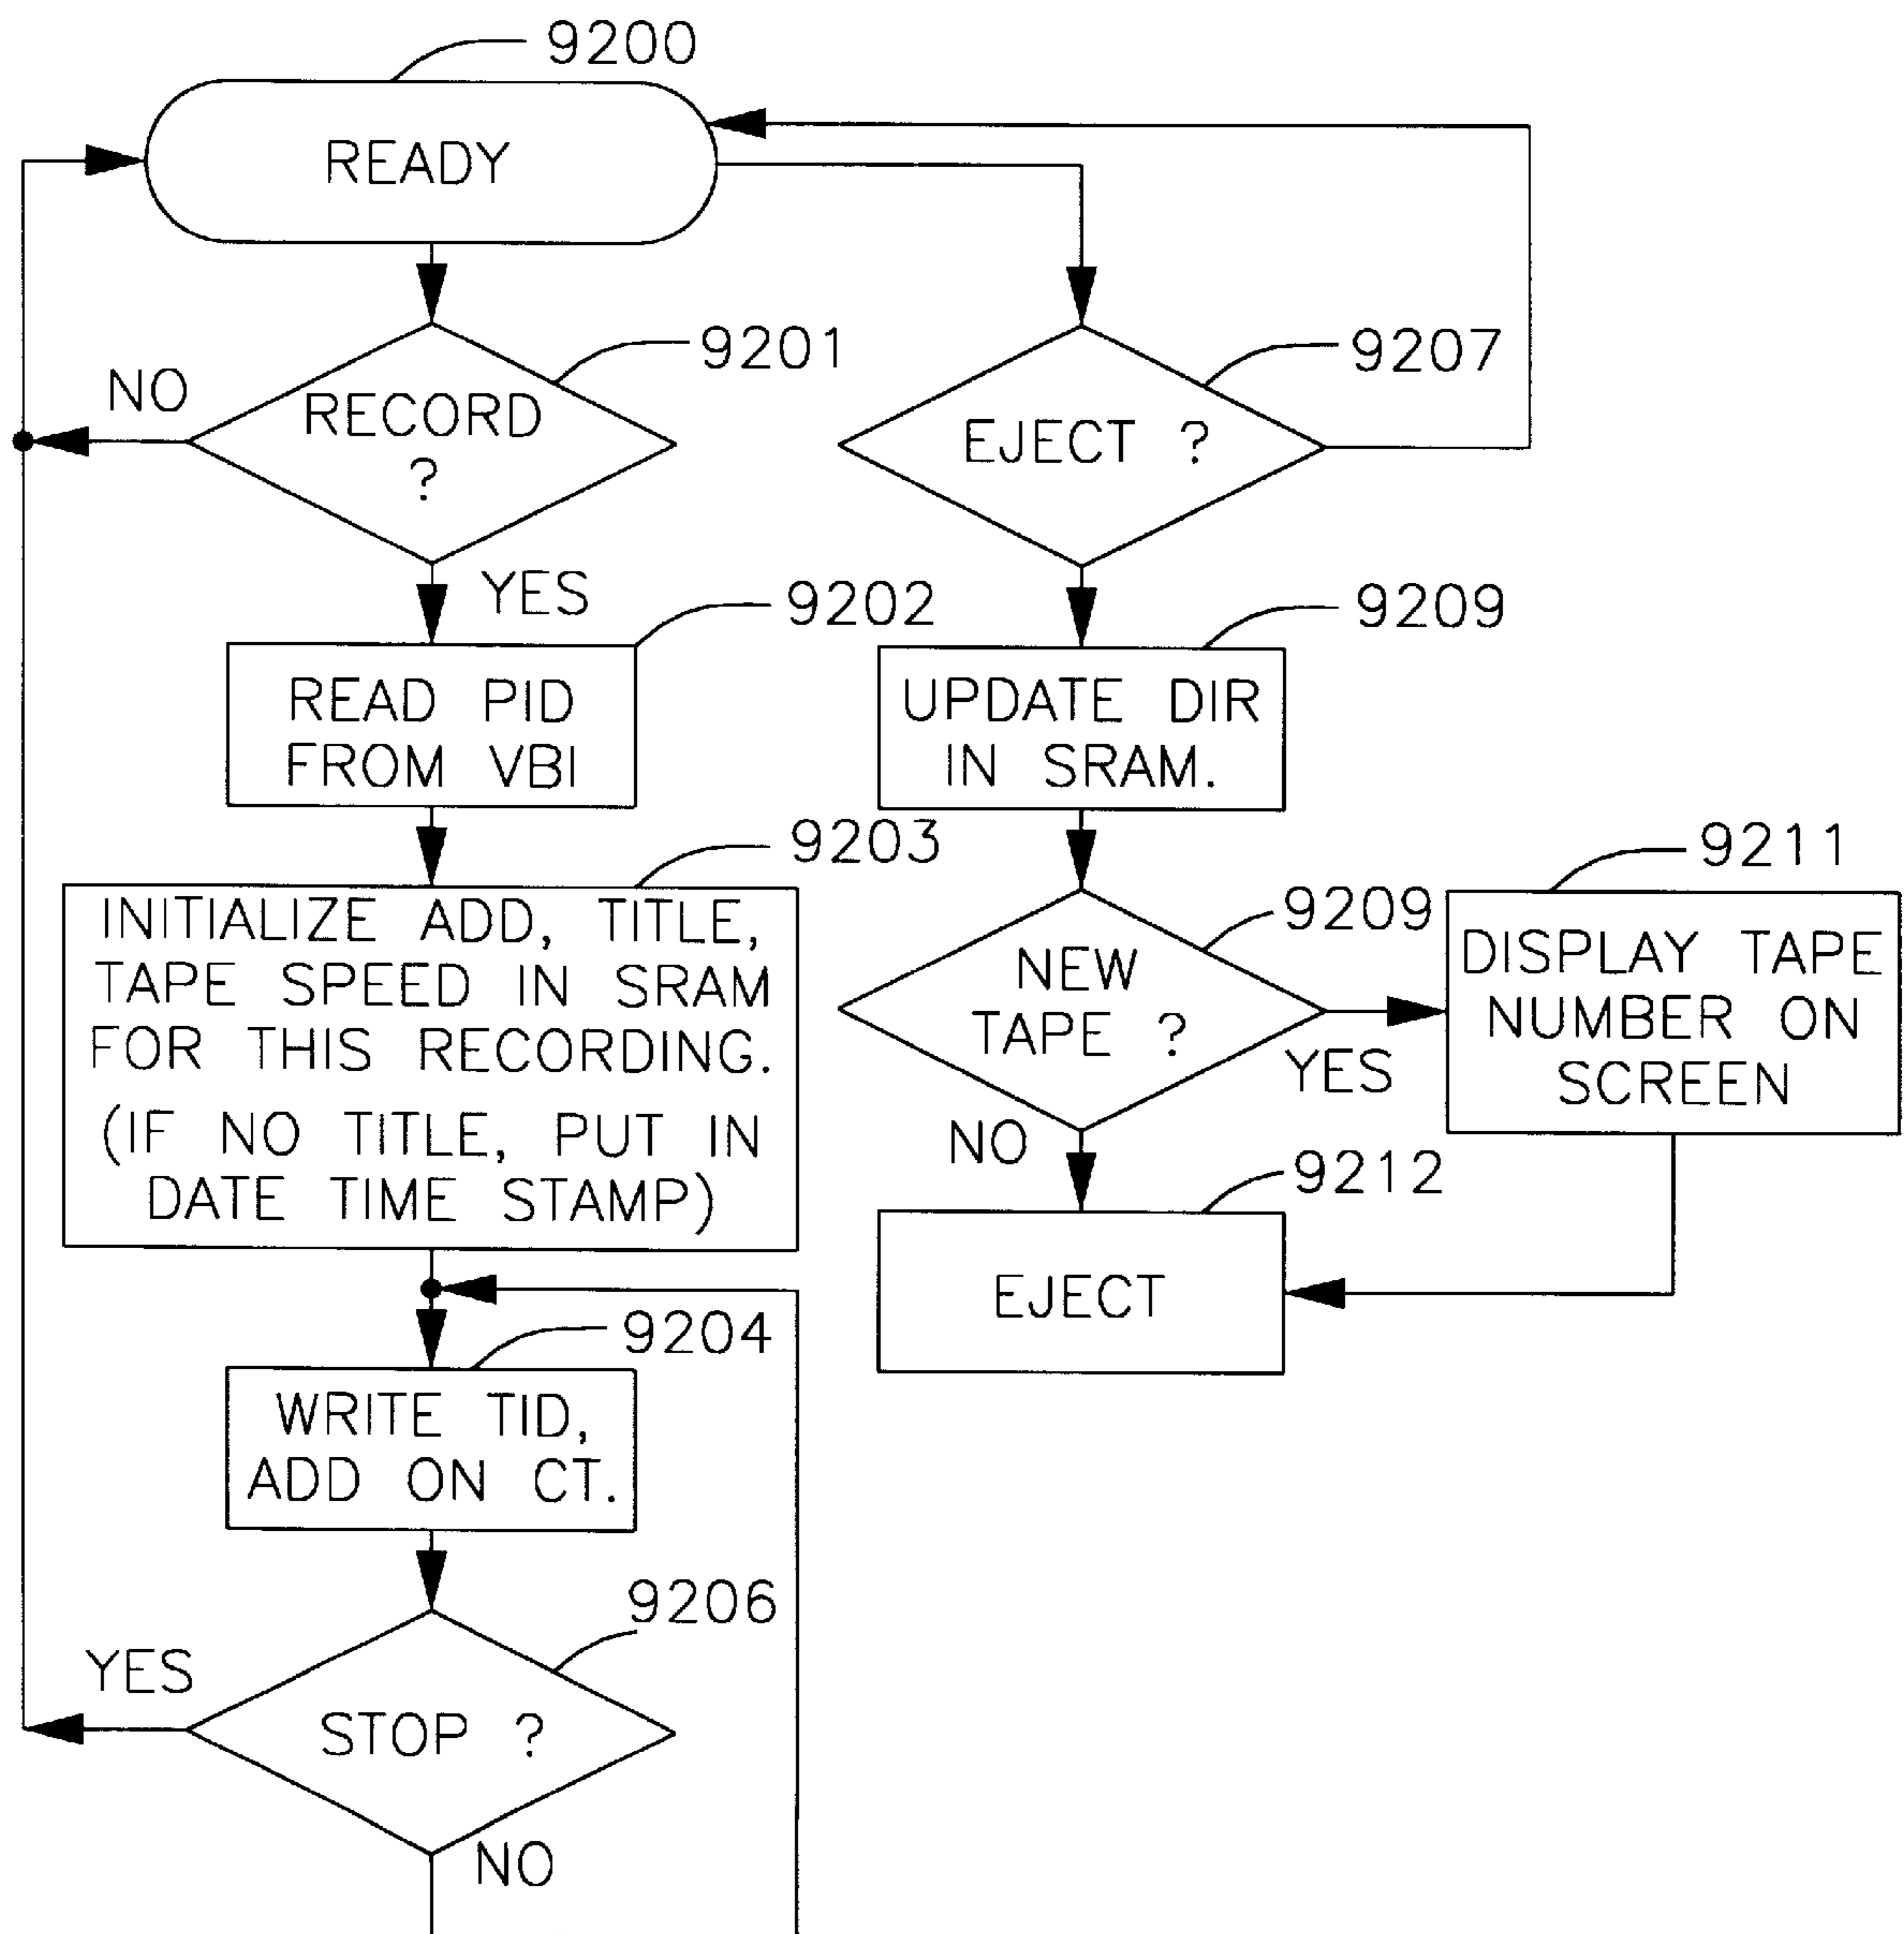 9200
READY
9201
NO
RECORD
?
YES
9202
READ PID
FROM VBI
9203
INITIALIZE ADD, TITLE,
TAPE SPEED IN SRAM
FOR THIS RECORDING.
(IF NO TITLE, PUT IN
DATE TIME STAMP)
9204
WRITE TID,
ADD ON CT.
9206
YES
STOP ?
NO
9207
EJECT ?
9209
UPDATE DIR
IN SRAM.
9209
NEW
TAPE ?
YES
NO
9211
DISPLAY TAPE
NUMBER ON
SCREEN
9212
EJECT